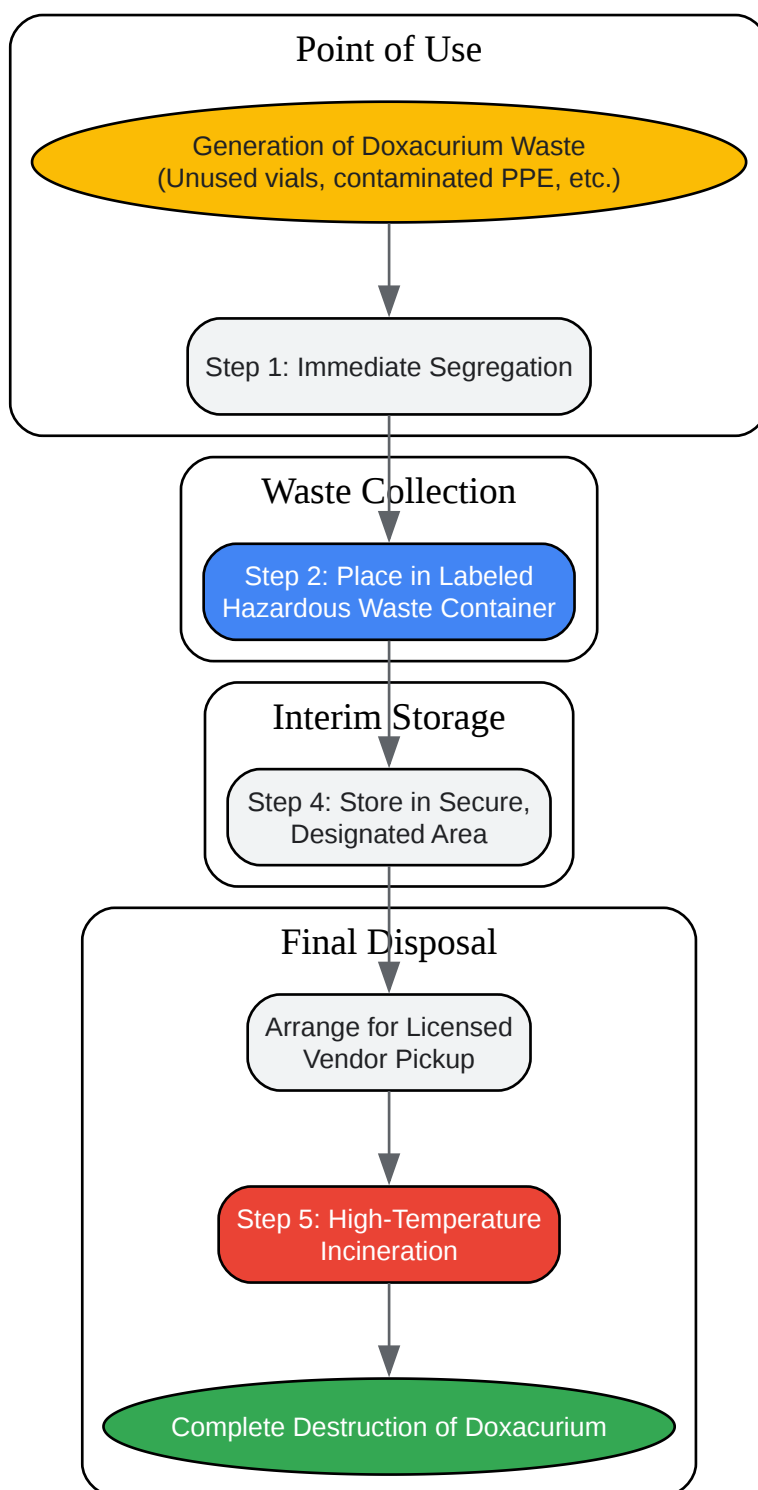 Point of Use
Generation of Doxacurium Waste
(Unused vials, contaminated PPE, etc.)
Step 1: Immediate Segregation
Waste Collection
Step 2: Place in Labeled
Hazardous Waste Container
Interim Storage
Step 4: Store in Secure,
Designated Area
Final Disposal
Arrange for Licensed
Vendor Pickup
Step 5: High-Temperature
Incineration
Complete Destruction of Doxacurium